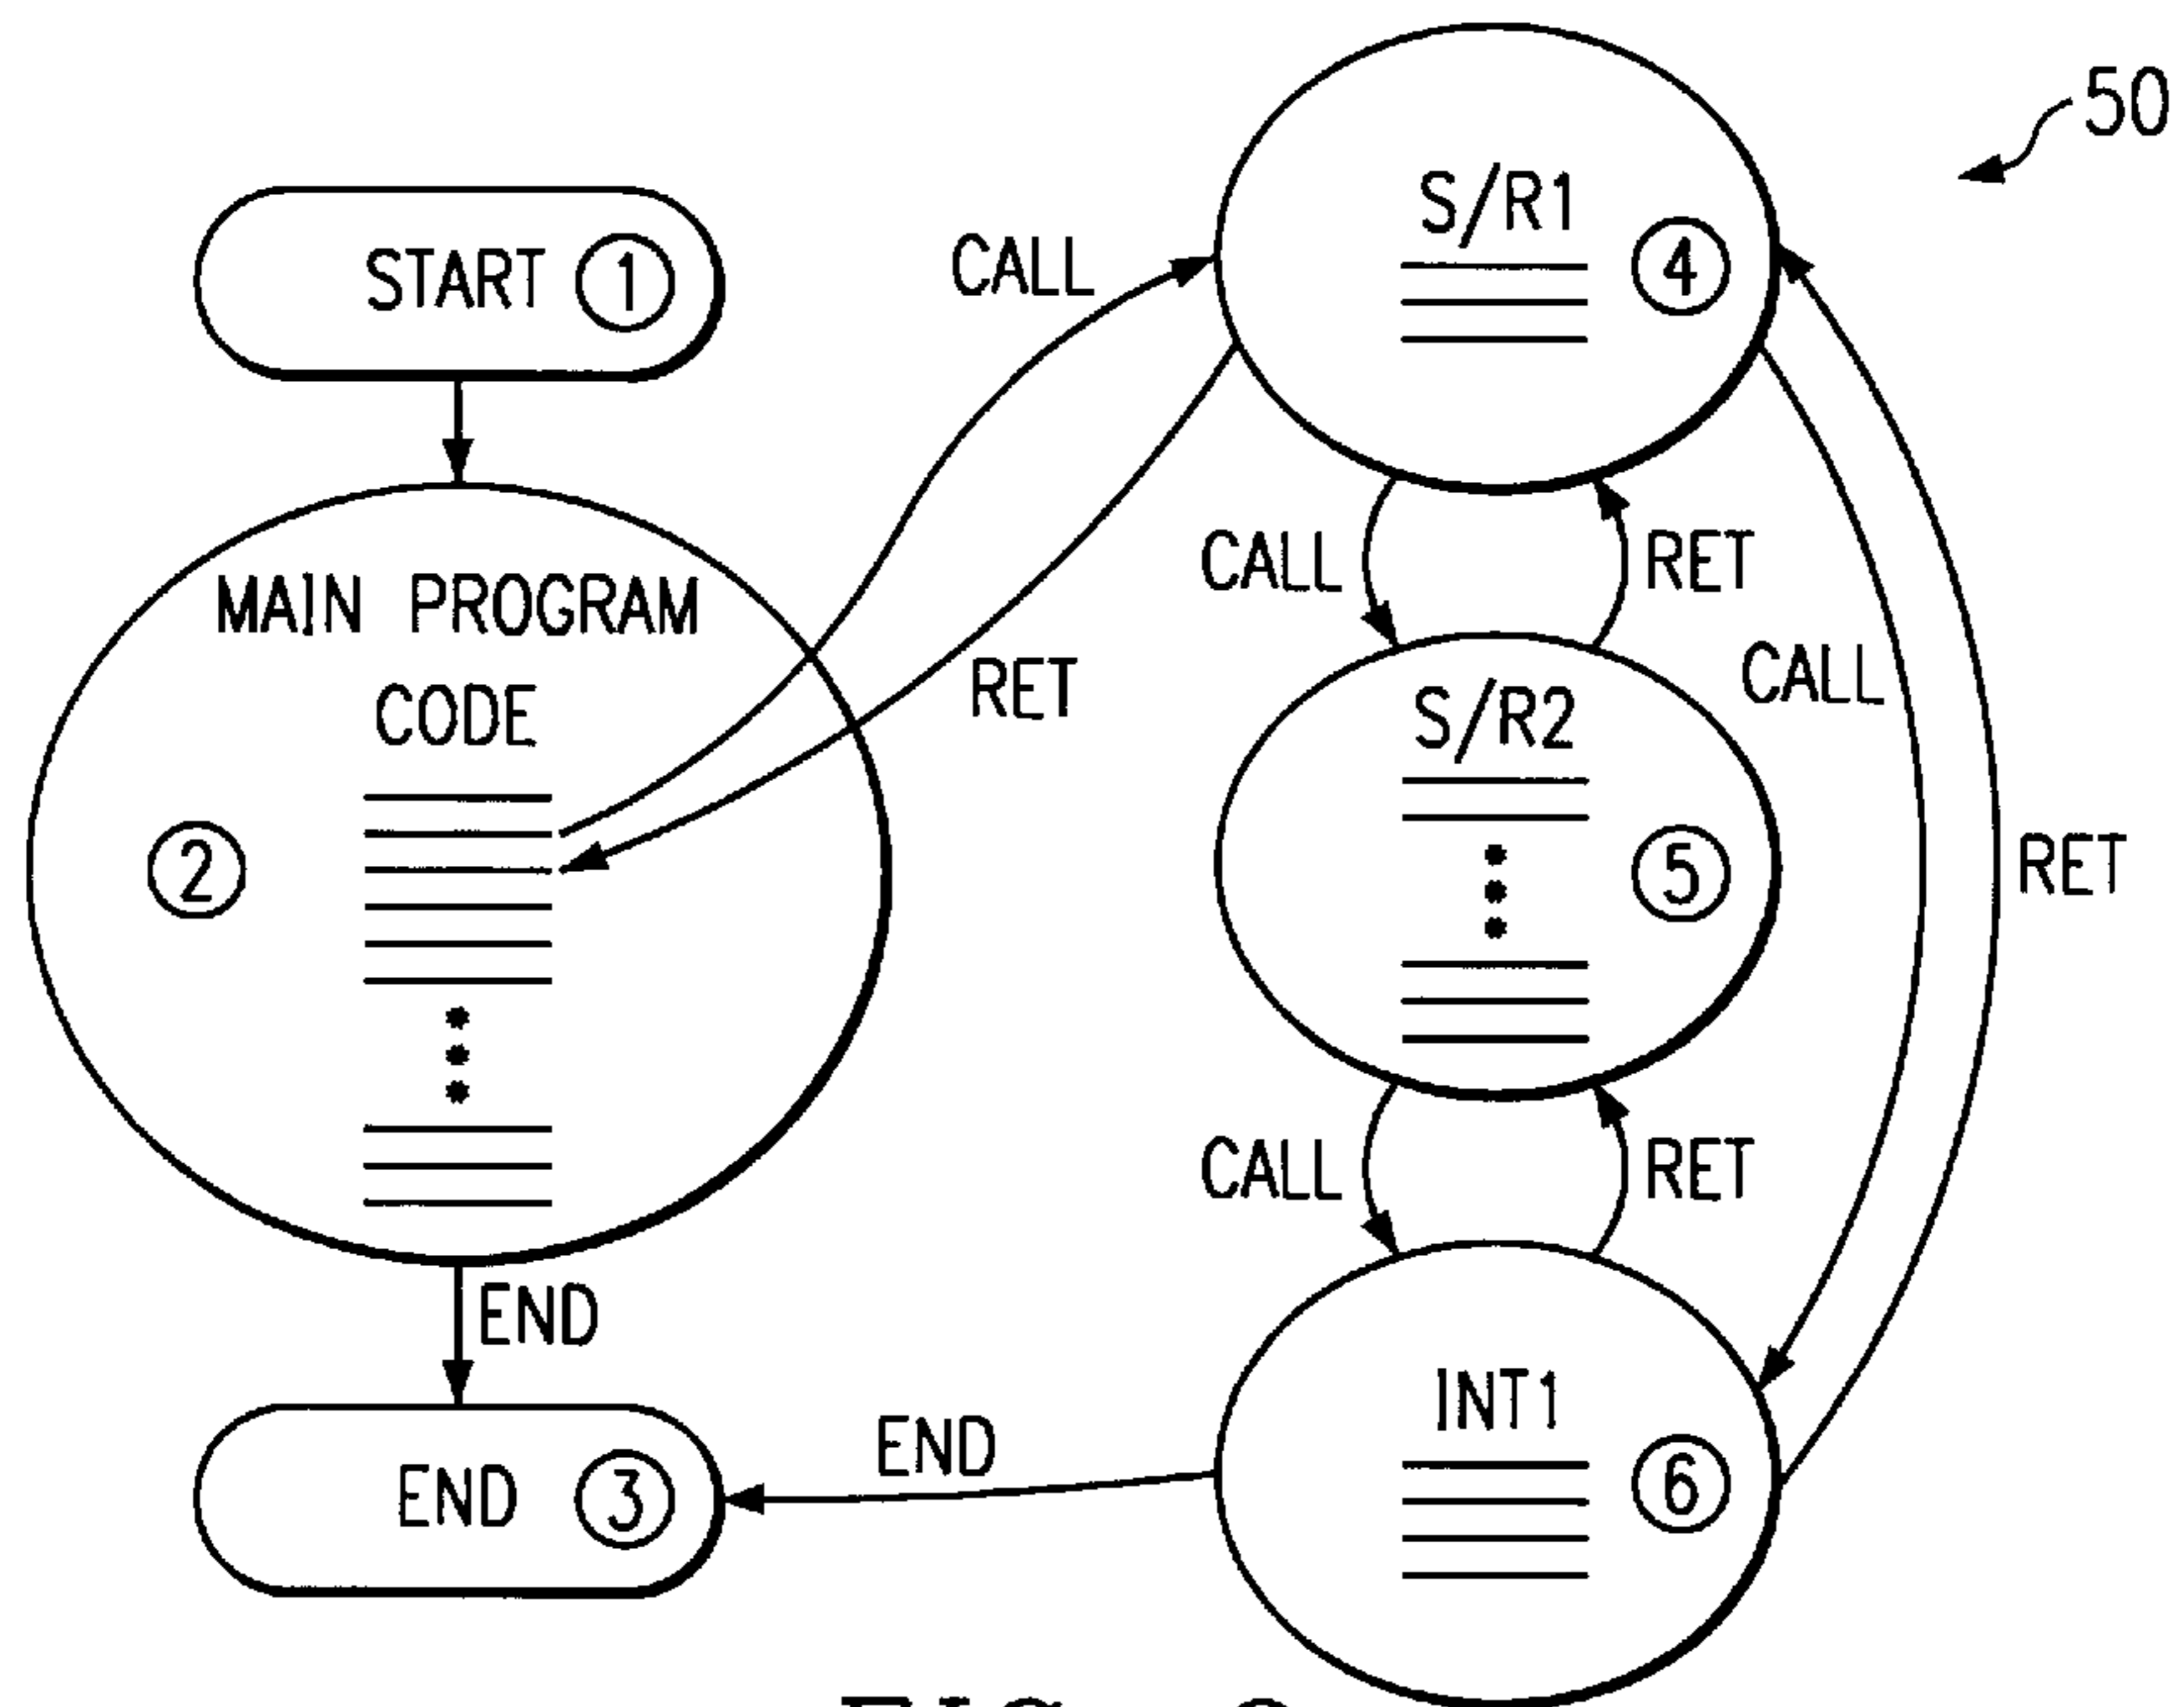 50
START 1
MAIN PROGRAM
CODE
2
END
END 3
CALL
RET
S/R1
4
CALL
RET
CALL
RET
S/R2
5
CALL
RET
INT1
6
END